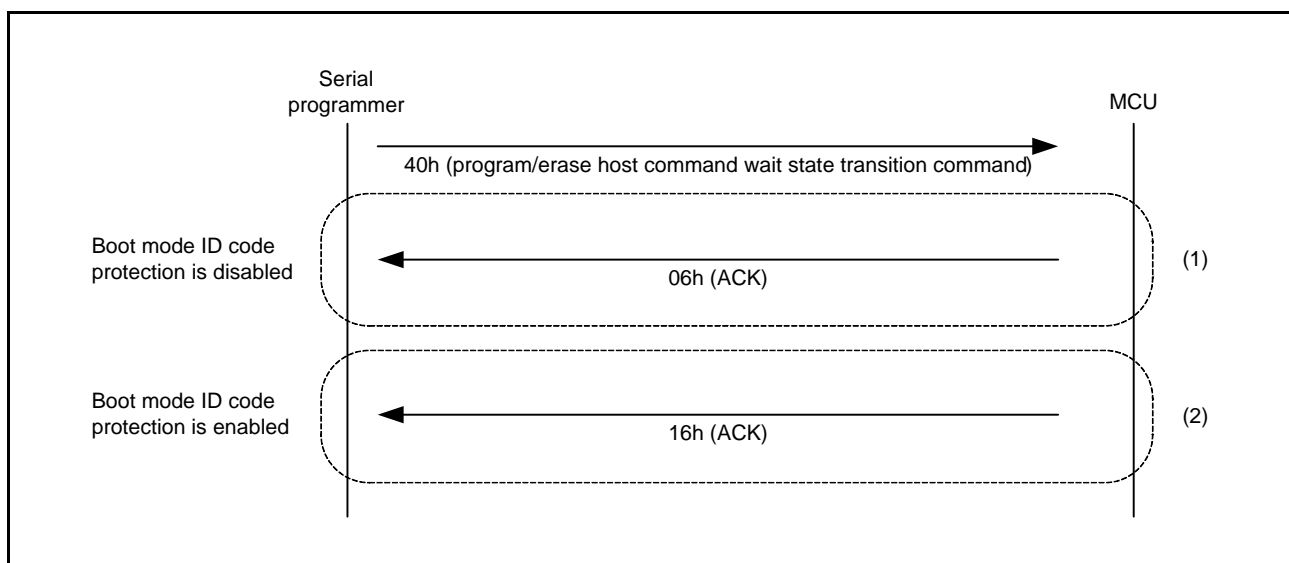 Serial
programmer
MCU
40h (program/erase host command wait state transition command)
Boot mode ID code
protection is disabled
06h (ACK)
(1)
Boot mode ID code
protection is enabled
16h (ACK)
(2)